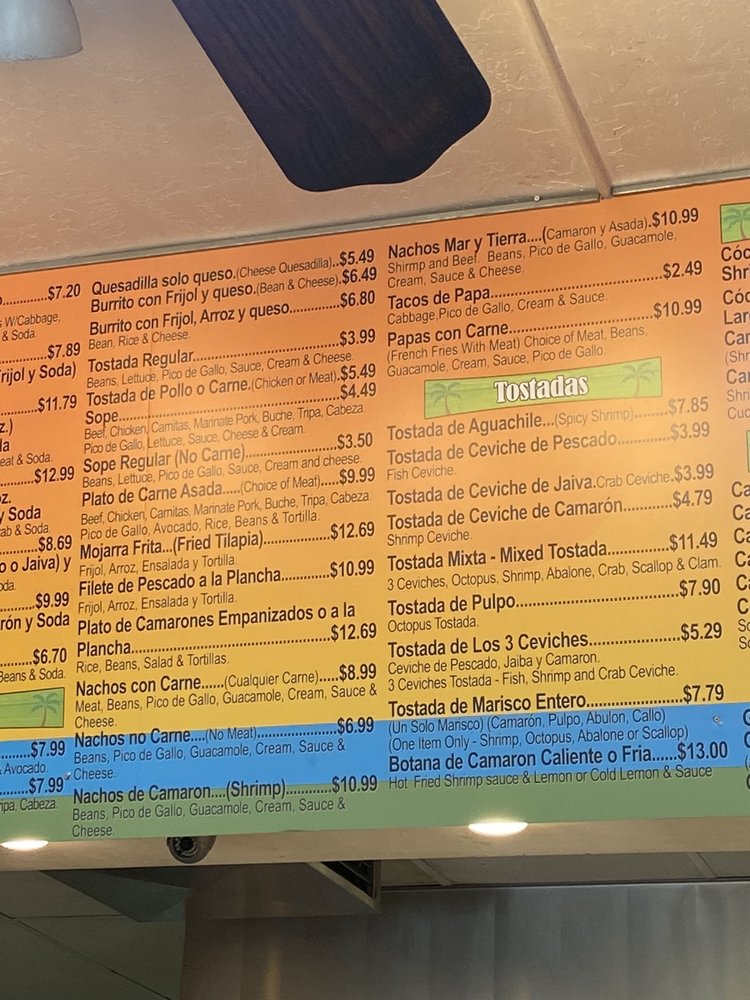 ............$7.20
s W/Cabbage,
& Soda.
......$7.89
Frijol y Soda)
...$11.79
eat & Soda.
....$12.99
y Soda
ab & Soda.
......$8.69
o o Jaiva) y
.....$9.99
rón y Soda
......$6.70
Beans & Soda.
......$7.99
Avocado.
......$7.99
Tripa, Cabeza.
Quesadilla solo queso.(Cheese Quesadilla)..$5.49
Burrito con Frijol y queso.(Bean & Cheese).$6.49
Burrito con Frijol, Arroz y queso............$6.80
Bean, Rice & Cheese.
Tostada Regular.............................$3.99
Beans, Lettuce, Pico de Gallo, Sauce, Cream & Cheese.
Tostada de Pollo o Carne.(Chicken or Meat).$5.49
Sope..........................................$4.49
Beef, Chicken, Carnitas, Marinate Pork, Buche, Tripa, Cabeza.
Pico de Gallo, Lettuce, Sauce, Cheese & Cream.
Sope Regular (No Carne)...................$3.50
Beans, Lettuce, Pico de Gallo, Sauce, Cream and cheese.
Plato de Carne Asada....(Choice of Meat).....$9.99
Beef, Chicken, Carnitas, Marinate Pork, Buche, Tripa, Cabeza.
Pico de Gallo, Avocado, Rice, Beans & Tortilla.
Mojarra Frita...(Fried Tilapia)..............$12.69
Frijol, Arroz, Ensalada y Tortilla.
Filete de Pescado a la Plancha............$10.99
Frijol, Arroz, Ensalada y Tortilla.
Plato de Camarones Empanizados o a la
Plancha.......................................$12.69
Rice, Beans, Salad & Tortillas.
Nachos con Carne......(Cualquier Carne).....$8.99
Meat, Beans, Pico de Gallo, Guacamole, Cream, Sauce &
Cheese.
Nachos no Carne....(No Meat)................$6.99
Beans, Pico de Gallo, Guacamole, Cream, Sauce &
Cheese.
Nachos de Camaron...(Shrimp)...........$10.99
Beans, Pico de Gallo, Guacamole, Cream, Sauce &
Cheese.
Nachos Mar y Tierra....(Camaron y Asada).$10.99
Shirmp and Beef. Beans, Pico de Gallo, Guacamole,
Cream, Sauce & Cheese.
Tacos de Papa................................$2.49
Cabbage,Pico de Gallo, Cream & Sauce.
Papas con Carne...........................$10.99
(French Fries With Meat) Choice of Meat, Beans,
Guacamole, Cream, Sauce, Pico de Gallo.
Tostadas
Tostada de Aguachile...(Spicy Shrimp)........$7.85
Tostada de Ceviche de Pescado..........$3.99
Fish Ceviche.
Tostada de Ceviche de Jaiva.Crab Ceviche.$3.99
Tostada de Ceviche de Camarón.........$4.79
Shrimp Ceviche.
Tostada Mixta - Mixed Tostada............$11.49
3 Ceviches, Octopus, Shrimp, Abalone, Crab, Scallop & Clam.
Tostada de Pulpo..............................$7.90
Octopus Tostada.
Tostada de Los 3 Ceviches.................$5.29
Ceviche de Pescado, Jaiba y Camaron.
3 Ceviches Tostada - Fish, Shrimp and Crab Ceviche.
Tostada de Marisco Entero.................$7.79
(Un Solo Marisco) (Camarón, Pulpo, Abulon, Callo)
(One Item Only - Shrimp, Octopus, Abalone or Scallop)
Botana de Camaron Caliente o Fria......$13.00
Hot Fried Shrimp sauce & Lemon or Cold Lemon & Sauce